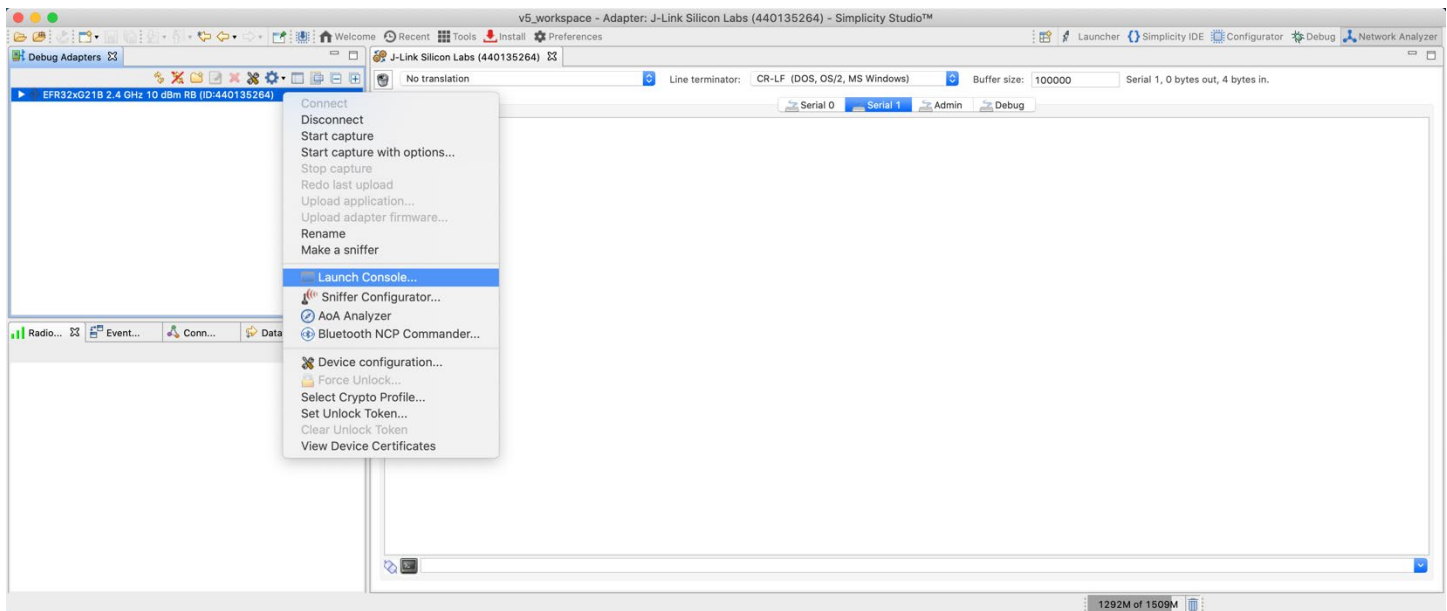 v5_workspace - Adapter: J-Link Silicon Labs (440135264) - Simplicity Studio™
Welcome Recent Tools Install Preferences Launcher Simplicity IDE Configurator Debug Network Analyzer
Debug Adapters
J-Link Silicon Labs (440135264)
No translation Line terminator: CR-LF (DOS, OS/2, MS Windows) Buffer size: 100000 Serial 1, 0 bytes out, 4 bytes in.
EFR32xG21B 2.4 GHz 10 dBm RB (ID:440135264)
Serial 0 Serial 1 Admin Debug
Connect
Disconnect
Start capture
Start capture with options...
Stop capture
Redo last upload
Upload application...
Upload adapter firmware...
Rename
Make a sniffer
Launch Console...
Sniffer Configurator...
AoA Analyzer
Bluetooth NCP Commander...
Device configuration...
Force Unlock...
Select Crypto Profile...
Set Unlock Token...
Clear Unlock Token
View Device Certificates
Radio... Event... Conn... Data
1292M of 1509M